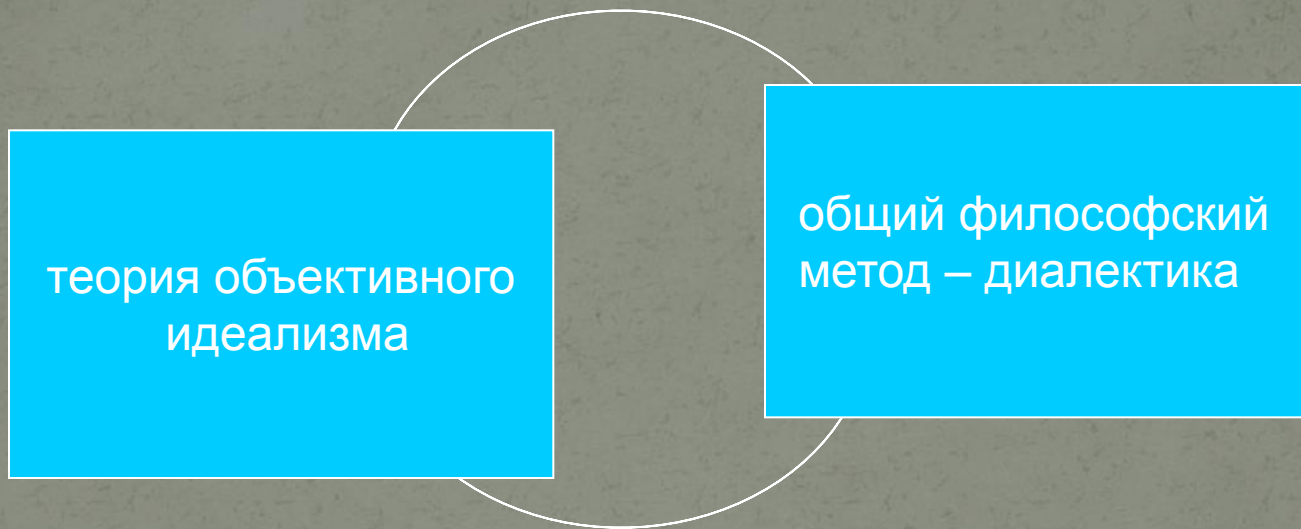 теория объективного
идеализма
общий философский
метод – диалектика